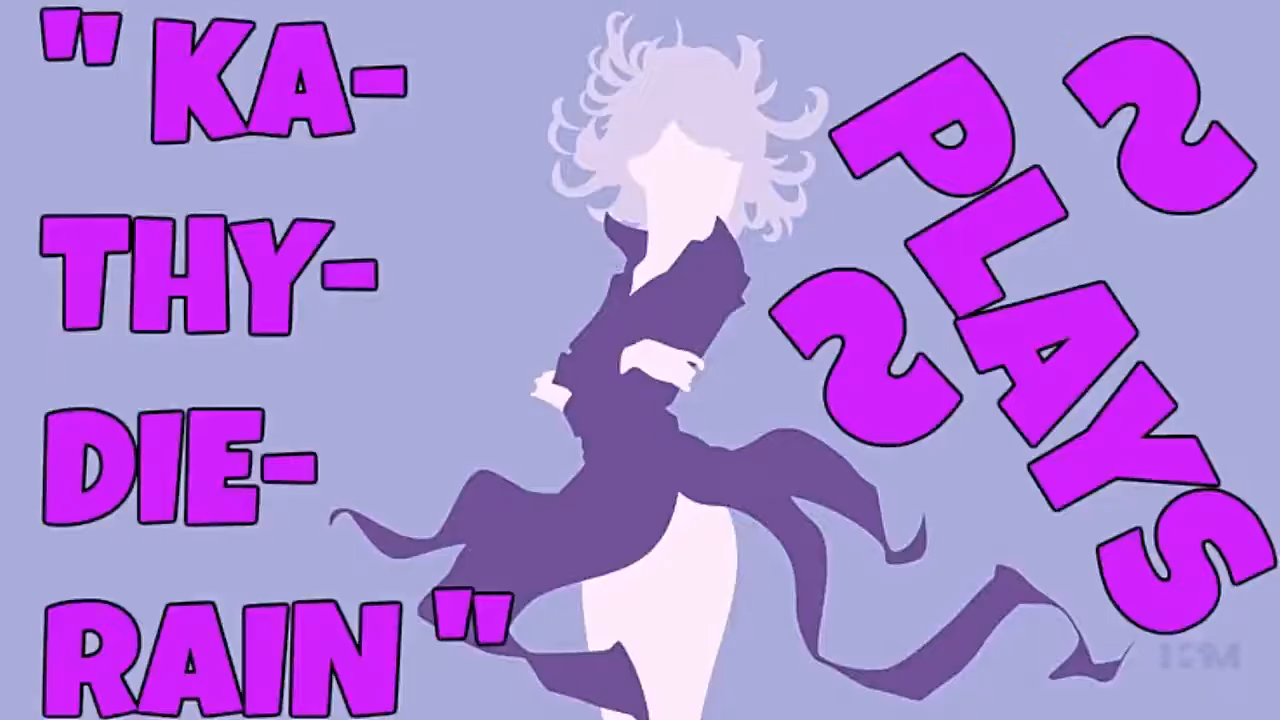 " KA-
THY-
DIE-
RAIN "
PLAYS